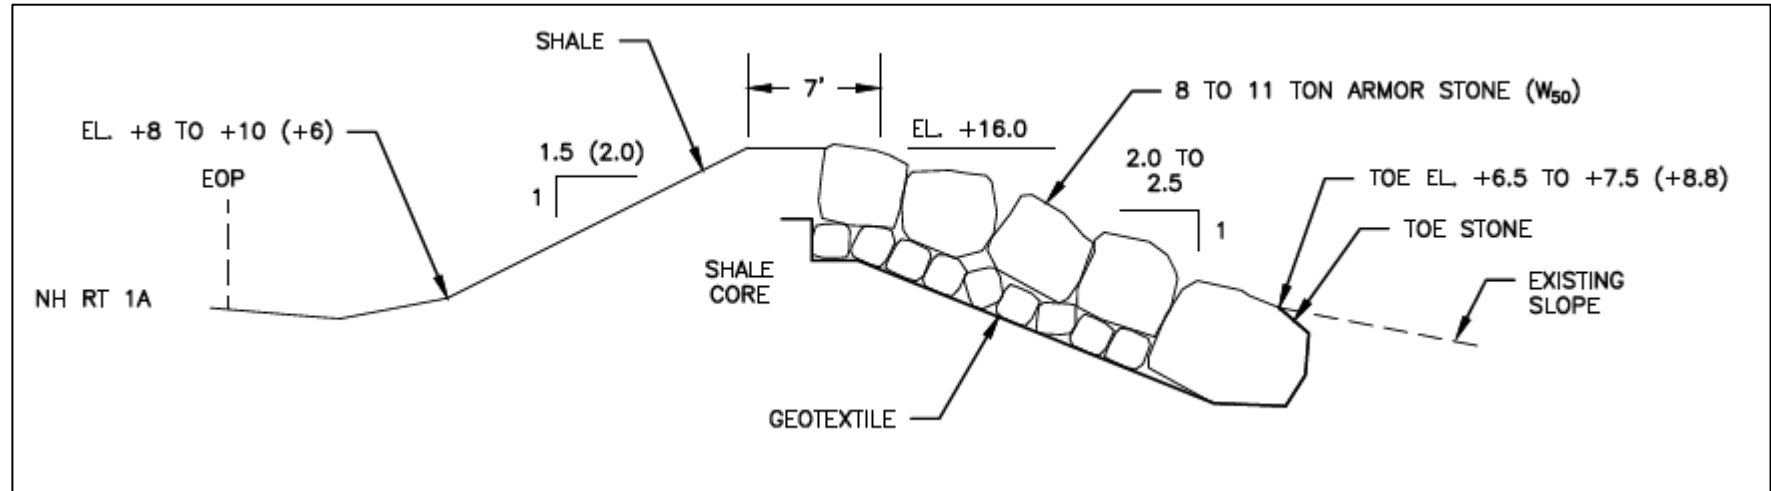 SHALE
7'
8 TO 11 TON ARMOR STONE (W50)
EL. +8 TO +10 (+6)
EL. +16.0
1.5 (2.0)
1
2.0 TO
2.5
1
EOP
TOE EL. +6.5 TO +7.5 (+8.8)
TOE STONE
NH RT 1A
SHALE
CORE
EXISTING
SLOPE
GEOTEXTILE